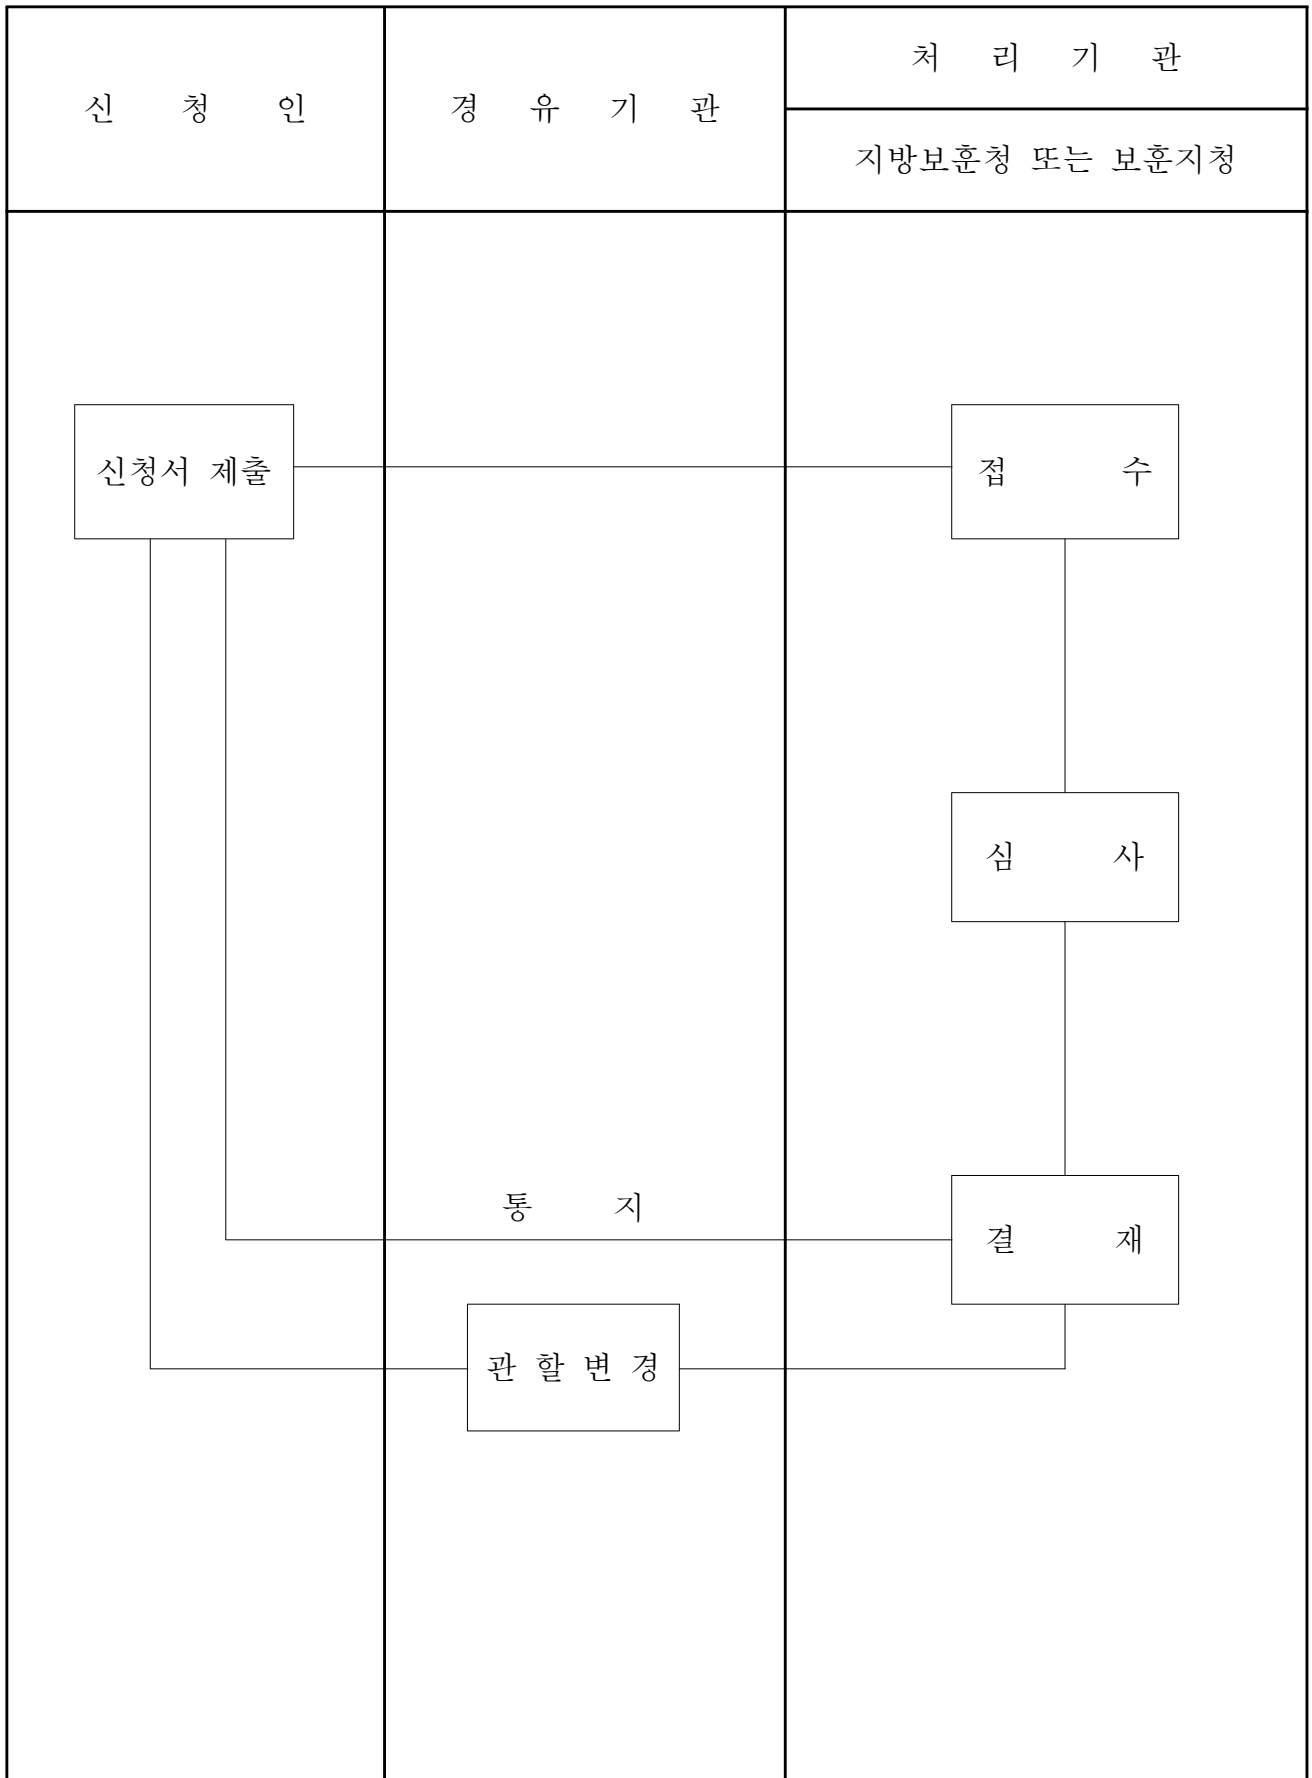 신 청 인
경 유 기 관
처 리 기 관
지방보훈청 또는 보훈지청
신청서 제출
접 수
심 사
통 지
결 재
관 할 변 경